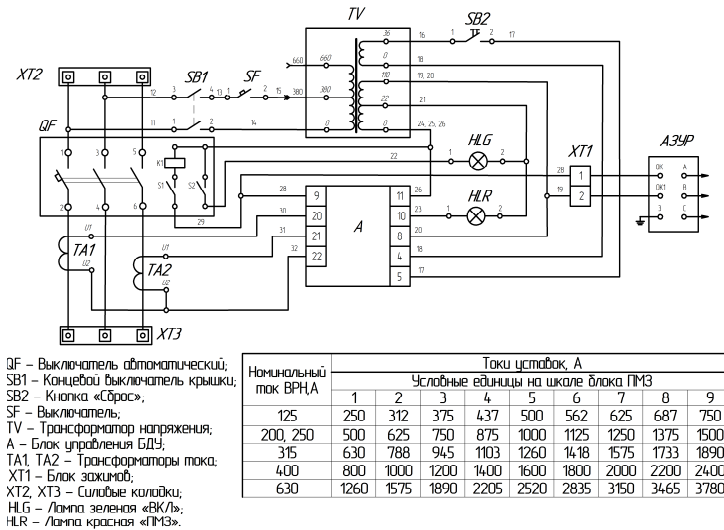 TV
36
16
SB2
1
2
17
0
18
660
660
XT2
SB1
SF
110
19, 20
12
3
4
13
1
2
15
380
380
22
21
11
1
2
14
0
0
24, 25, 26
QF
1
3
5
K1
S1
S2
22
HLG
1
2
XT1
АЗУР
28
1
ОК
А
19
2
ОК1
В
З
С
2
4
6
29
28
9
11
26
HLR
30
20
10
23
1
2
U1
31
21
А
8
20
TA1
U1
32
22
4
18
U2
TA2
5
17
U2
XT3
QF – Выключатель автоматический;
SB1 – Концевой выключатель крышки;
SB2 – Кнопка «Сброс»,
SF – Выключатель;
TV – Трансформатор напряжения;
А – Блок управления БДУ;
TA1, TA2 – Трансформаторы тока;
XT1 – Блок зажимов;
XT2, XT3 – Силовые колодки;
HLG – Лампа зеленая «ВКЛ»;
HLR – Лампа красная «ПМЗ».
Номинальный ток ВРН,А
Токи уставок, А
Условные единицы на шкале блока ПМЗ
1 2 3 4 5 6 7 8 9
125 250 312 375 437 500 562 625 687 750
200, 250 500 625 750 875 1000 1125 1250 1375 1500
315 630 788 945 1103 1260 1418 1575 1733 1890
400 800 1000 1200 1400 1600 1800 2000 2200 2400
630 1260 1575 1890 2205 2520 2835 3150 3465 3780